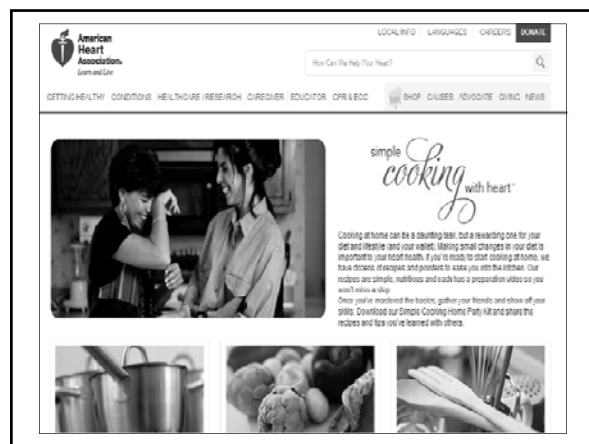 American
Heart
Association®
Learn and Live
LOCAL INFO | LANGUAGES | CAREERS DONATE
How Can We Help Your Heart?
GETTING HEALTHY CONDITIONS HEALTHCARE / RESEARCH CAREGIVER EDUCATOR CPR & ECC SHOP CAUSES ADVOCATE GIVING NEWS
simple
cooking
with heart™
Cooking at home can be a daunting task, but a rewarding one for your
diet and lifestyle (and your wallet). Making small changes in your diet is
important to your heart health. If you're ready to start cooking at home, we
have dozens of recipes and pointers to ease you into the kitchen. Our
recipes are simple, nutritious and each has a preparation video so you
won't miss a step.
Once you've mastered the basics, gather your friends and show off your
skills. Download our Simple Cooking Home Party Kit and share the
recipes and tips you've learned with others.